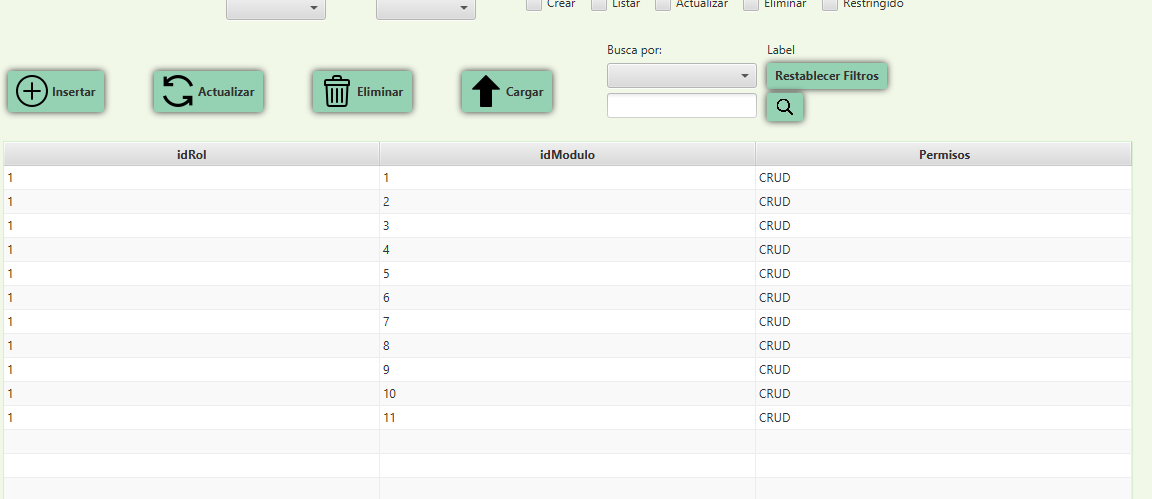 Crear Listar Actualizar Eliminar Restringido
Busca por: Label
Insertar Actualizar Eliminar Cargar Restablecer Filtros
idRol idModulo Permisos
1 1 CRUD
1 2 CRUD
1 3 CRUD
1 4 CRUD
1 5 CRUD
1 6 CRUD
1 7 CRUD
1 8 CRUD
1 9 CRUD
1 10 CRUD
1 11 CRUD